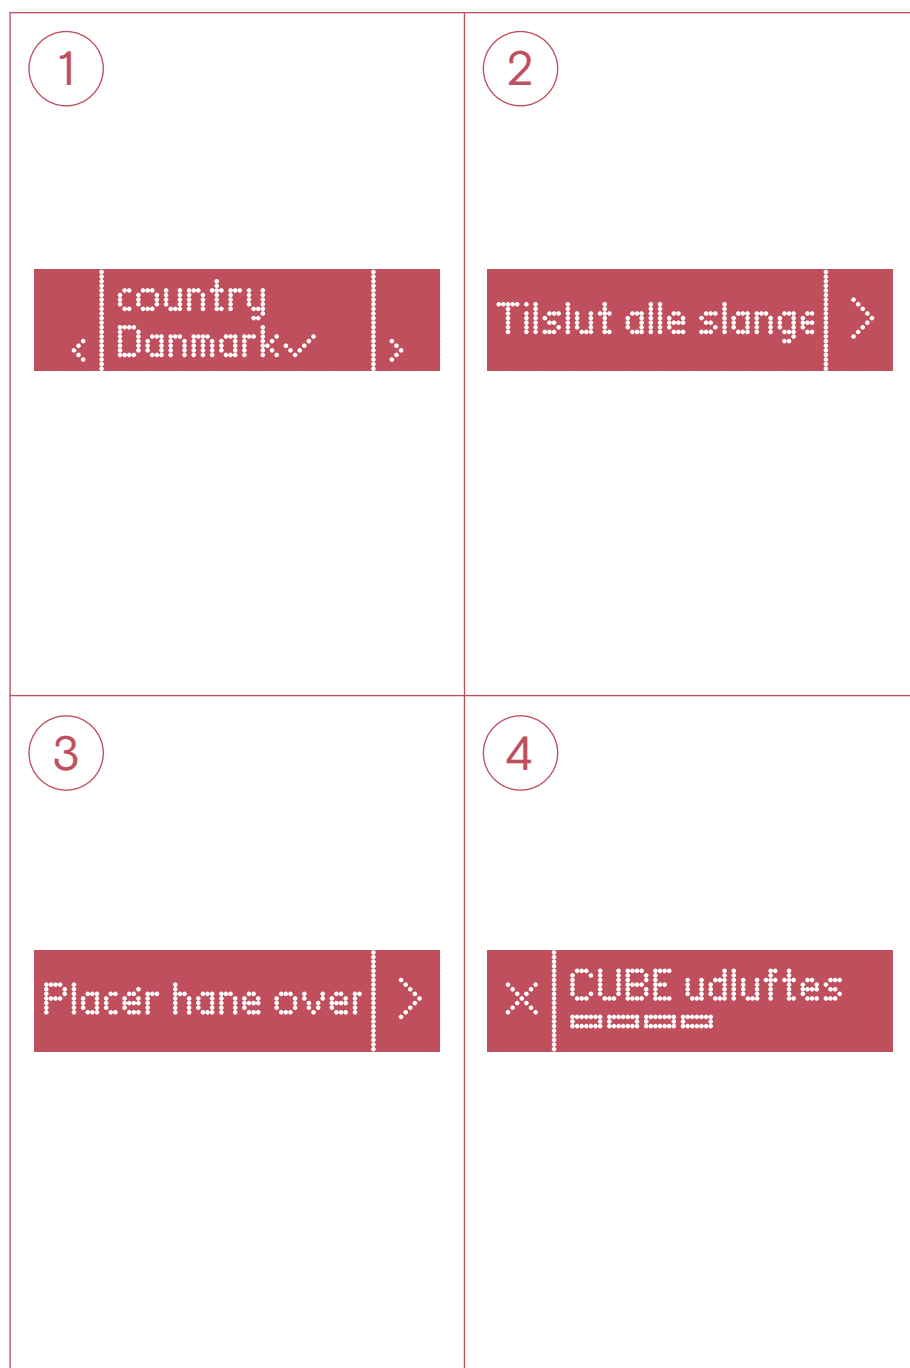 1
country
< Danmark✓ >
2
Tilslut alle slange >
3
Placér hane over >
4
× CUBE udluftes